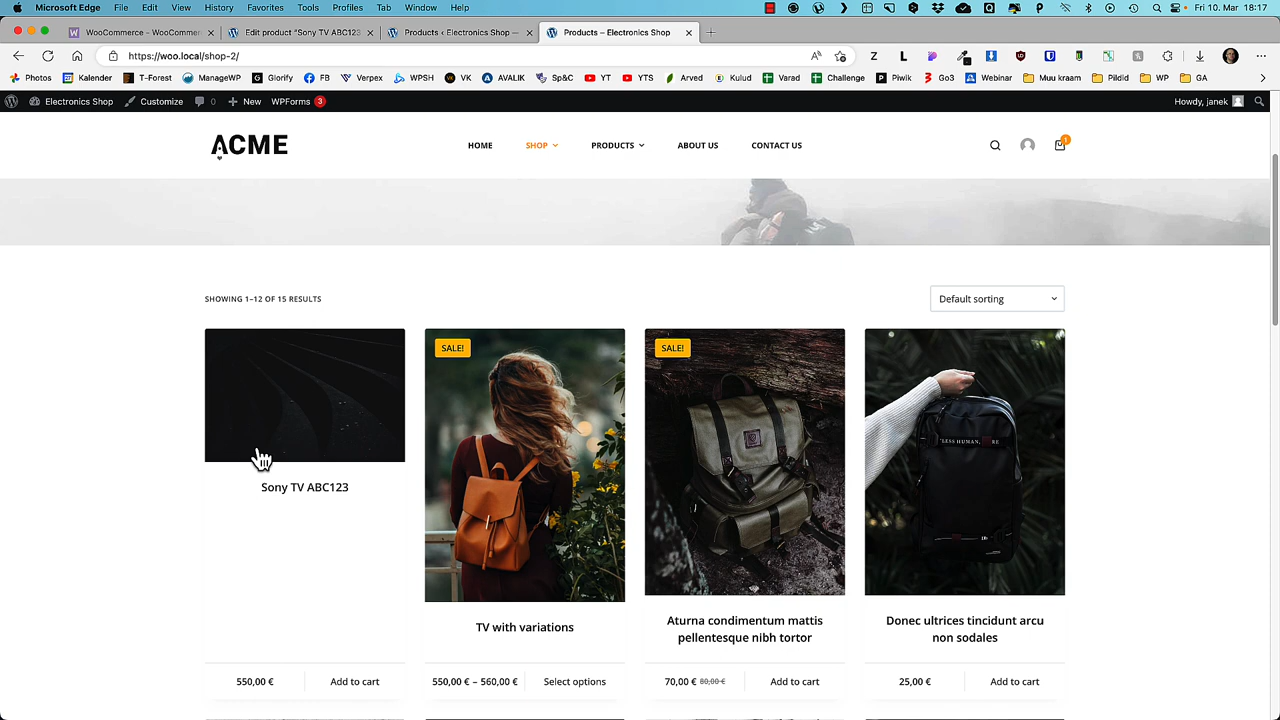 Microsoft Edge File Edit View History Favorites Tools Profiles Tab Window Help Fri 10. Mar 18:17
WooCommerce ‹ WooCommer Edit product "Sony TV ABC123 Products ‹ Electronics Shop — Products – Electronics Shop
https://woo.local/shop-2/
Photos Kalender T-Forest ManageWP Glorify FB Verpex WPSH VK AVALIK Sp&C YT YTS Arved Kulud Varad Challenge Piwik Go3 Webinar Muu kraam Pildid WP GA
Electronics Shop Customize 0 New WPForms 3 Howdy, janek
ACME HOME SHOP PRODUCTS ABOUT US CONTACT US 1
SHOWING 1–12 OF 15 RESULTS Default sorting
SALE! SALE!
"LESS HUMAN,
Sony TV ABC123
TV with variations
Aturna condimentum mattis
pellentesque nibh tortor
Donec ultrices tincidunt arcu
non sodales
550,00 € Add to cart 550,00 € – 560,00 € Select options 70,00 € 80,00 € Add to cart 25,00 € Add to cart